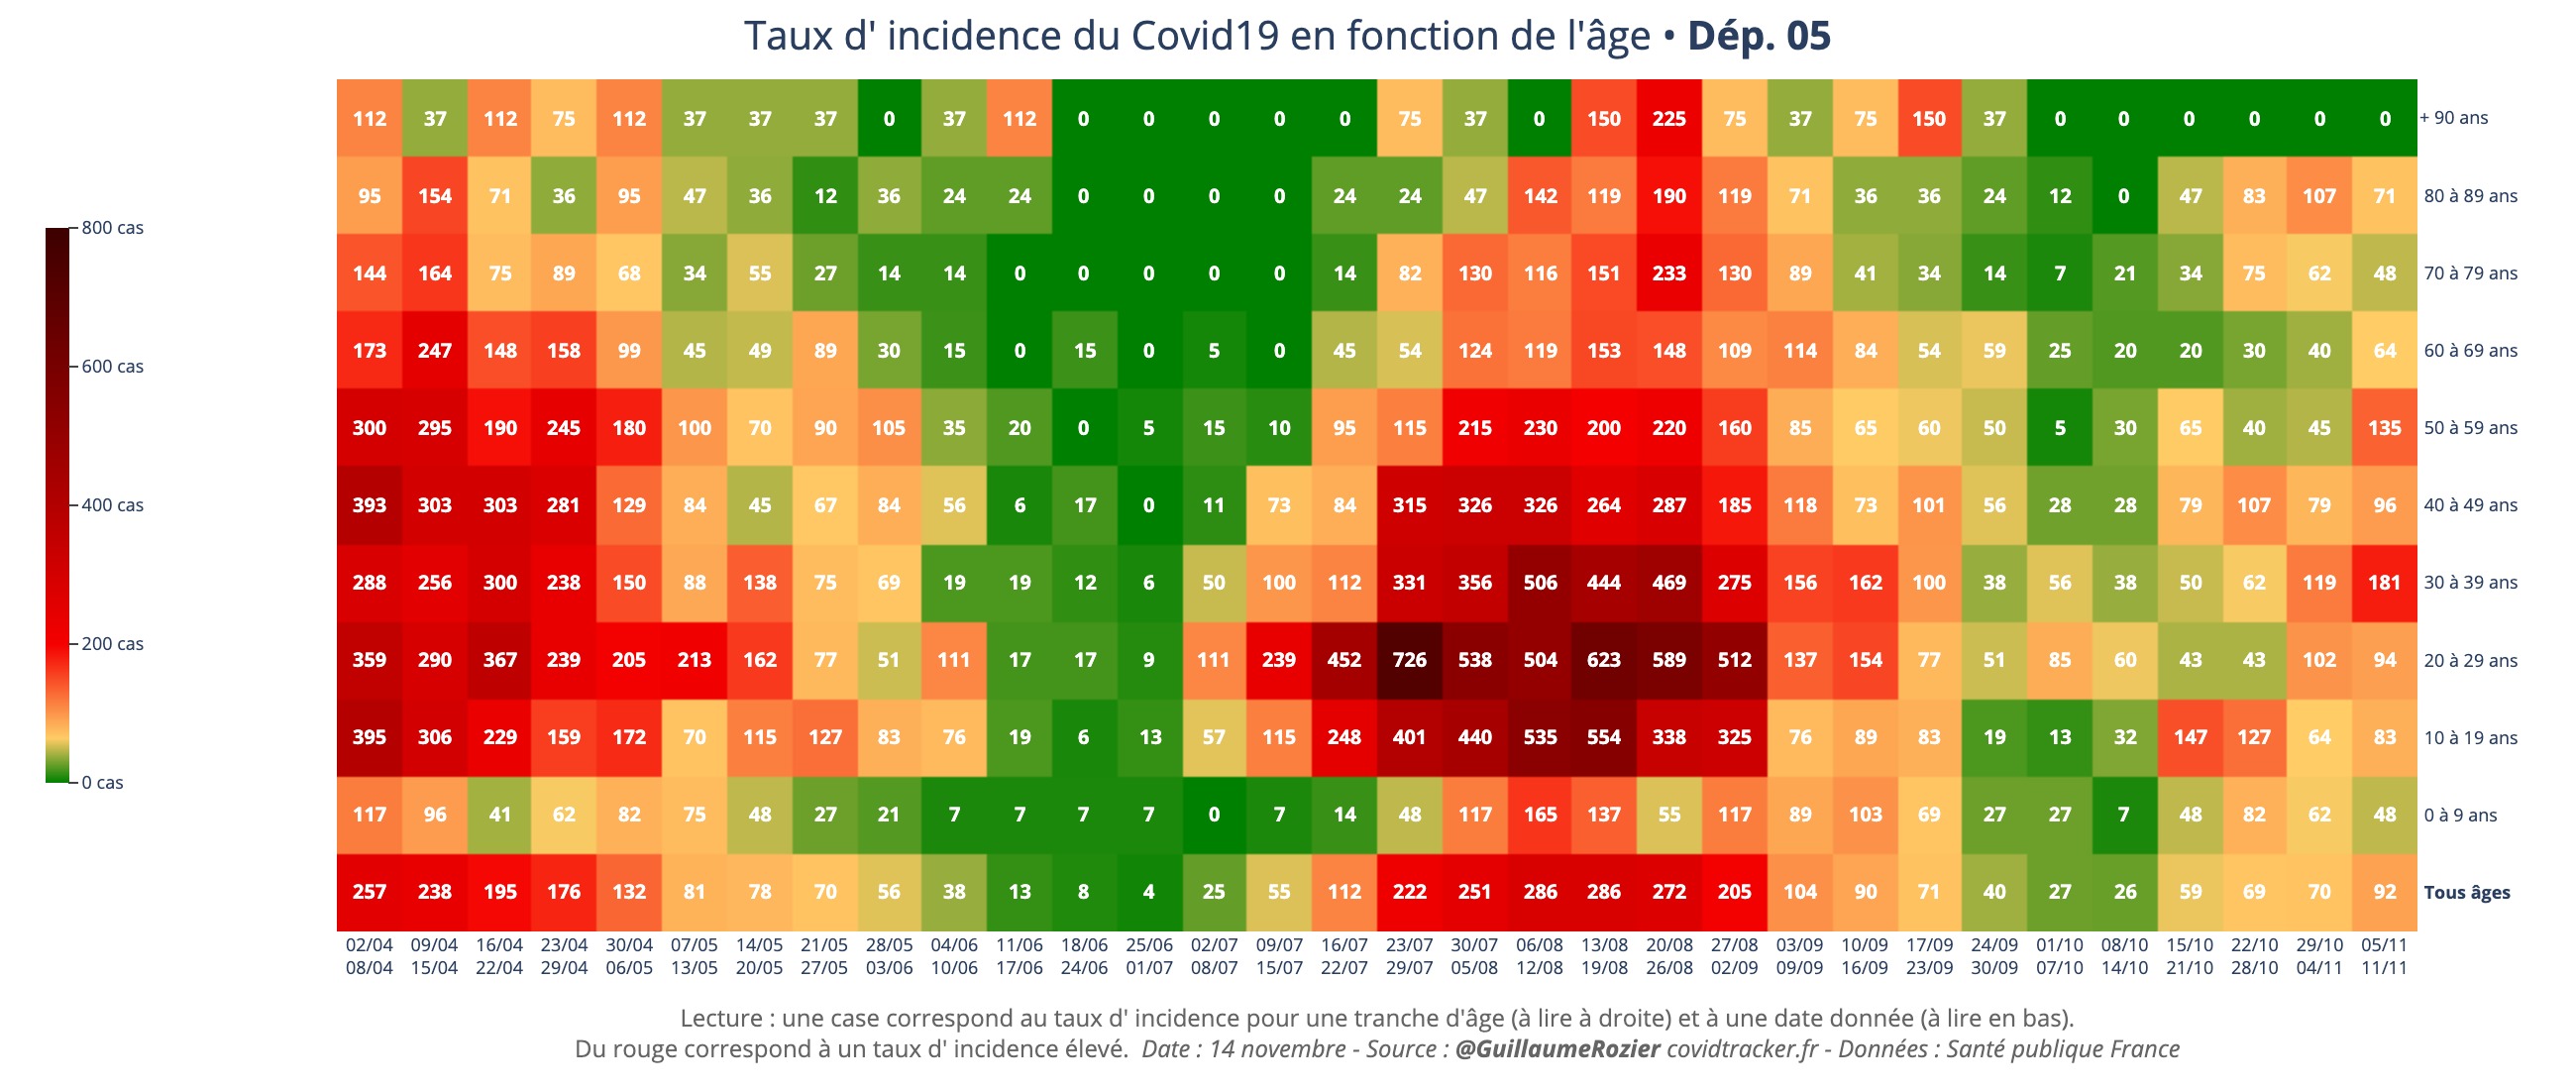 Taux d' incidence du Covid19 en fonction de l'âge • Dép. 05
112 37 112 75 112 37 37 37 0 37 112 0 0 0 0 0 75 37 0 150 225 75 37 75 150 37 0 0 0 0 0 0 + 90 ans
95 154 71 36 95 47 36 12 36 24 24 0 0 0 0 24 24 47 142 119 190 119 71 36 36 24 12 0 47 83 107 71 80 à 89 ans
144 164 75 89 68 34 55 27 14 14 0 0 0 0 0 14 82 130 116 151 233 130 89 41 34 14 7 21 34 75 62 48 70 à 79 ans
173 247 148 158 99 45 49 89 30 15 0 15 0 5 0 45 54 124 119 153 148 109 114 84 54 59 25 20 20 30 40 64 60 à 69 ans
300 295 190 245 180 100 70 90 105 35 20 0 5 15 10 95 115 215 230 200 220 160 85 65 60 50 5 30 65 40 45 135 50 à 59 ans
393 303 303 281 129 84 45 67 84 56 6 17 0 11 73 84 315 326 326 264 287 185 118 73 101 56 28 28 79 107 79 96 40 à 49 ans
288 256 300 238 150 88 138 75 69 19 19 12 6 50 100 112 331 356 506 444 469 275 156 162 100 38 56 38 50 62 119 181 30 à 39 ans
359 290 367 239 205 213 162 77 51 111 17 17 9 111 239 452 726 538 504 623 589 512 137 154 77 51 85 60 43 43 102 94 20 à 29 ans
395 306 229 159 172 70 115 127 83 76 19 6 13 57 115 248 401 440 535 554 338 325 76 89 83 19 13 32 147 127 64 83 10 à 19 ans
117 96 41 62 82 75 48 27 21 7 7 7 7 0 7 14 48 117 165 137 55 117 89 103 69 27 27 7 48 82 62 48 0 à 9 ans
257 238 195 176 132 81 78 70 56 38 13 8 4 25 55 112 222 251 286 286 272 205 104 90 71 40 27 26 59 69 70 92 Tous âges
02/04 09/04 16/04 23/04 30/04 07/05 14/05 21/05 28/05 04/06 11/06 18/06 25/06 02/07 09/07 16/07 23/07 30/07 06/08 13/08 20/08 27/08 03/09 10/09 17/09 24/09 01/10 08/10 15/10 22/10 29/10 05/11
08/04 15/04 22/04 29/04 06/05 13/05 20/05 27/05 03/06 10/06 17/06 24/06 01/07 08/07 15/07 22/07 29/07 05/08 12/08 19/08 26/08 02/09 09/09 16/09 23/09 30/09 07/10 14/10 21/10 28/10 04/11 11/11
800 cas
600 cas
400 cas
200 cas
0 cas
Lecture : une case correspond au taux d' incidence pour une tranche d'âge (à lire à droite) et à une date donnée (à lire en bas).
Du rouge correspond à un taux d' incidence élevé. Date : 14 novembre - Source : @GuillaumeRozier covidtracker.fr - Données : Santé publique France